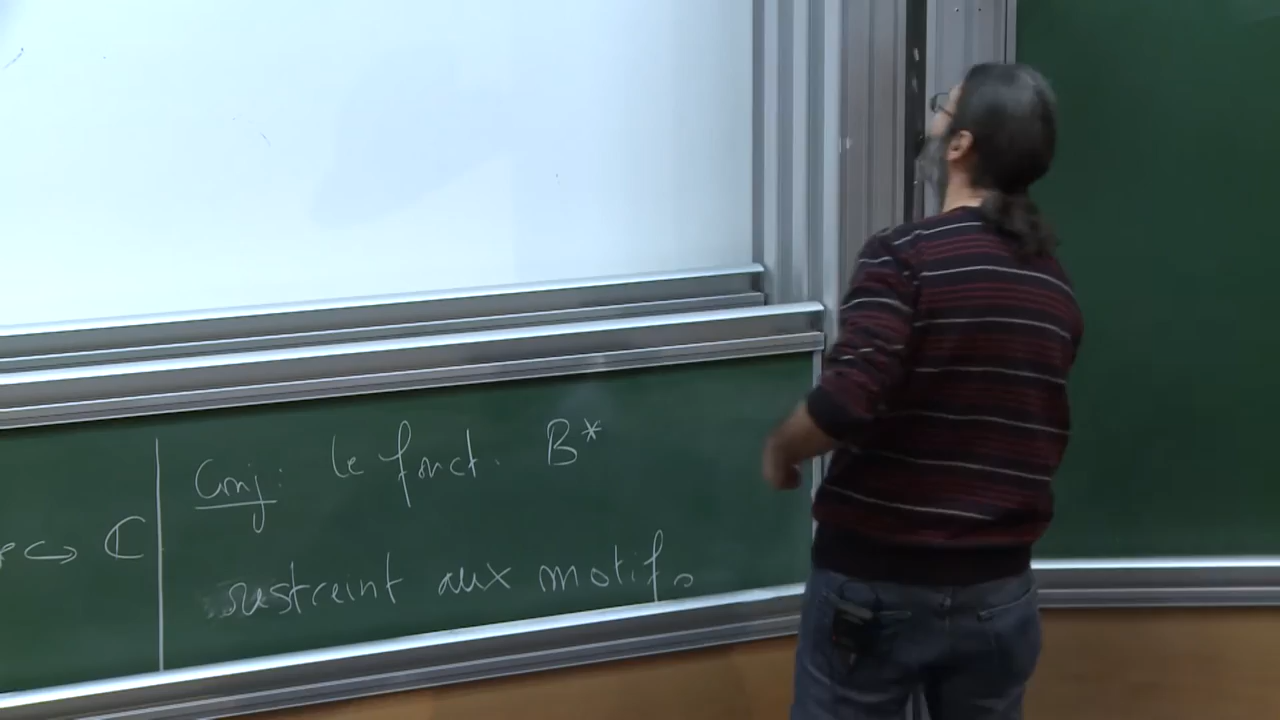 Conj: le fonct. B*
↪ ℂ
restreint aux motifs